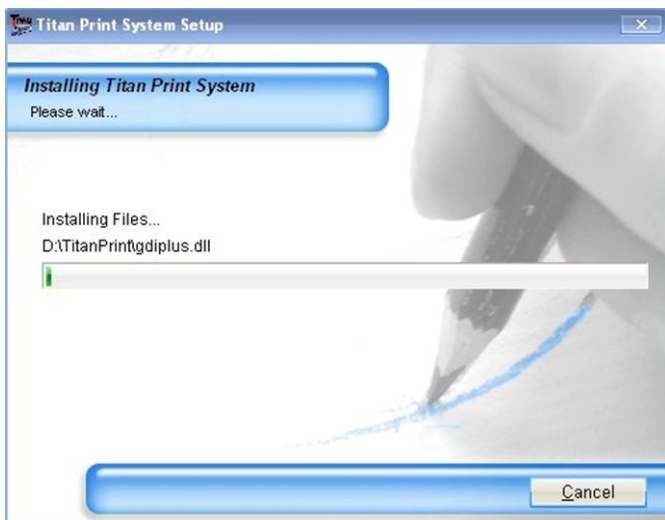 Titan Print System Setup
Installing Titan Print System
Please wait...
Installing Files...
D:\TitanPrint\gdiplus.dll
Cancel